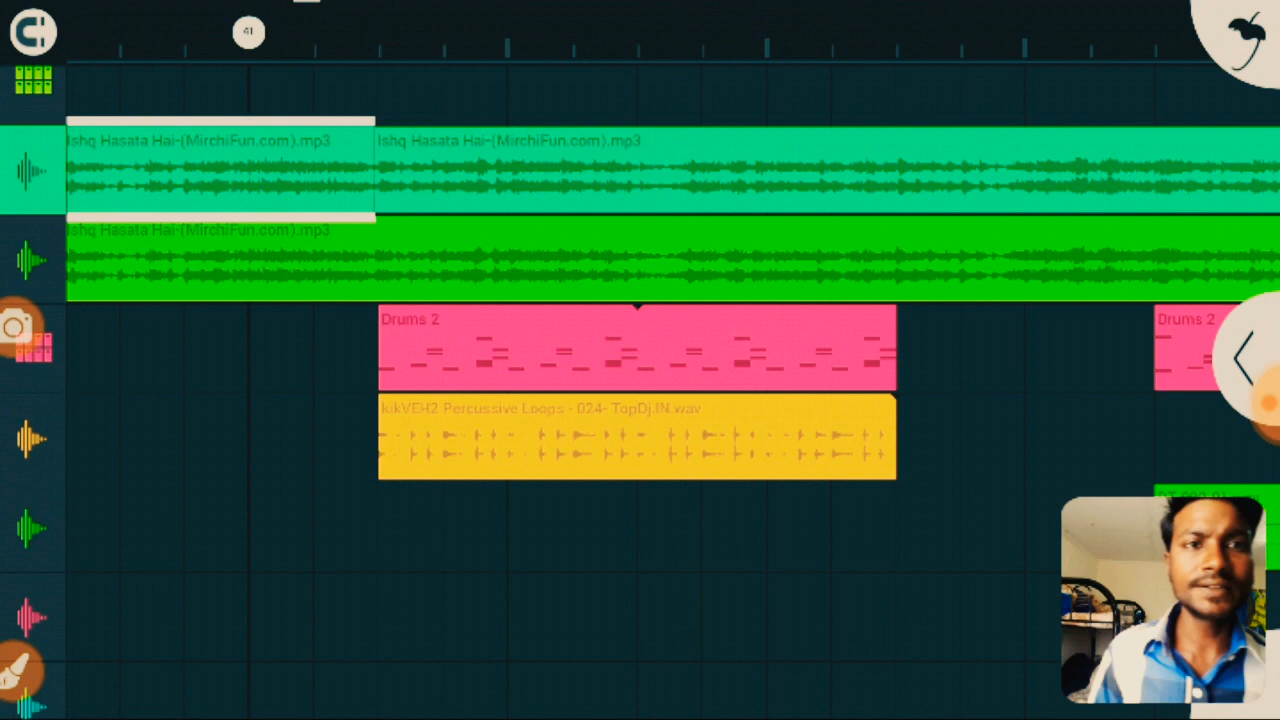 41
Ishq Hasata Hai-(MirchiFun.com).mp3
Ishq Hasata Hai-(MirchiFun.com).mp3
Ishq Hasata Hai-(MirchiFun.com).mp3
Drums 2
Drums 2
kikVEH2 Percussive Loops - 024- TopDj.IN.wav